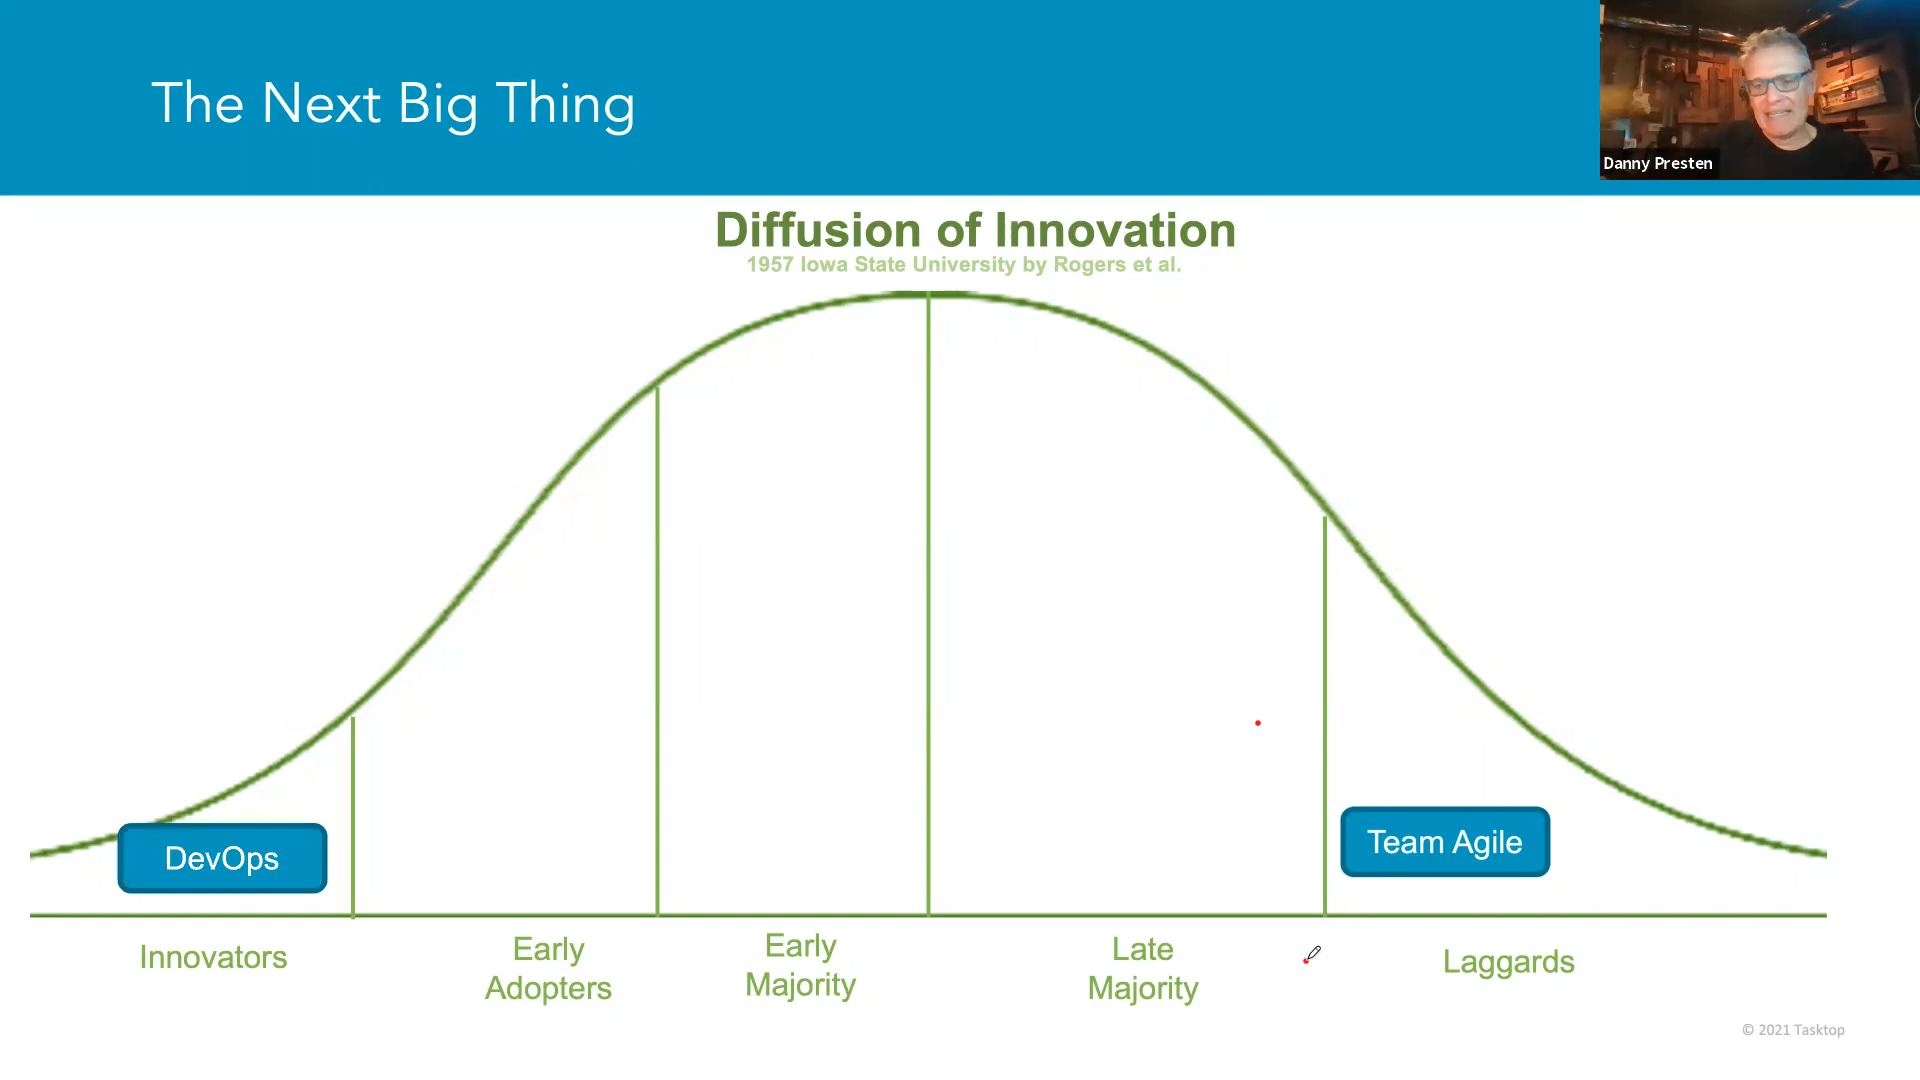 The Next Big Thing
Danny Presten
Diffusion of Innovation
1957 Iowa State University by Rogers et al.
DevOps
Team Agile
Innovators
Early
Adopters
Early
Majority
Late
Majority
Laggards
© 2021 Tasktop